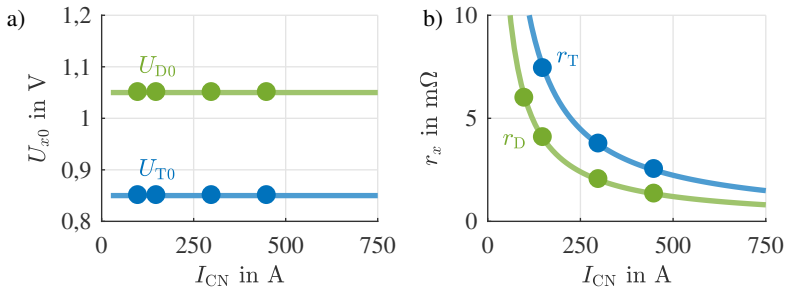 a)
U_x0 in V
1,2
1,1
1
0,9
0,8
U_D0
U_T0
0
250
500
750
I_CN in A
b)
r_x in mΩ
10
5
0
r_T
r_D
0
250
500
750
I_CN in A